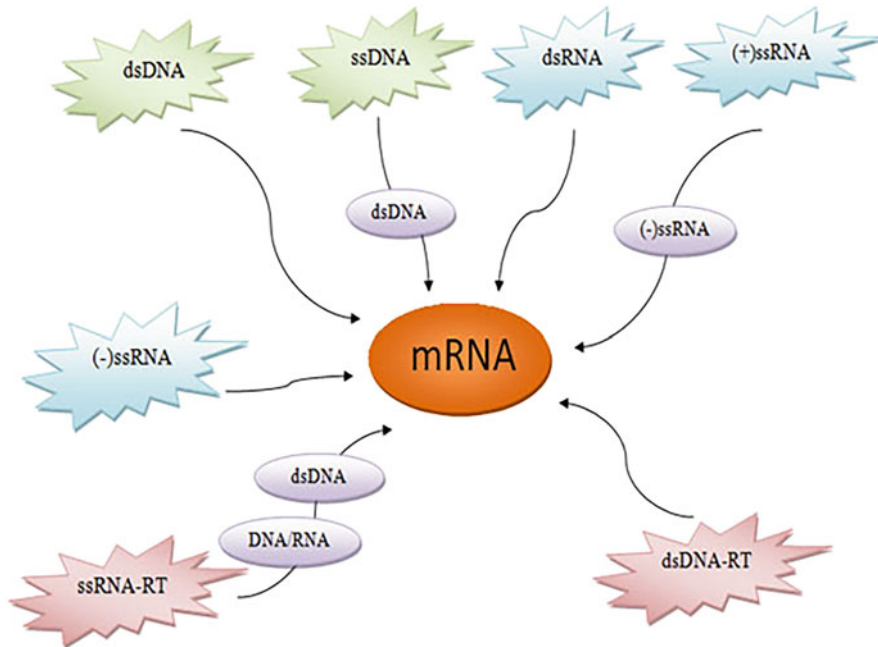 dsDNA
ssDNA
dsRNA
(+)ssRNA
dsDNA
(-)ssRNA
mRNA
(-)ssRNA
dsDNA
DNA/RNA
ssRNA-RT
dsDNA-RT